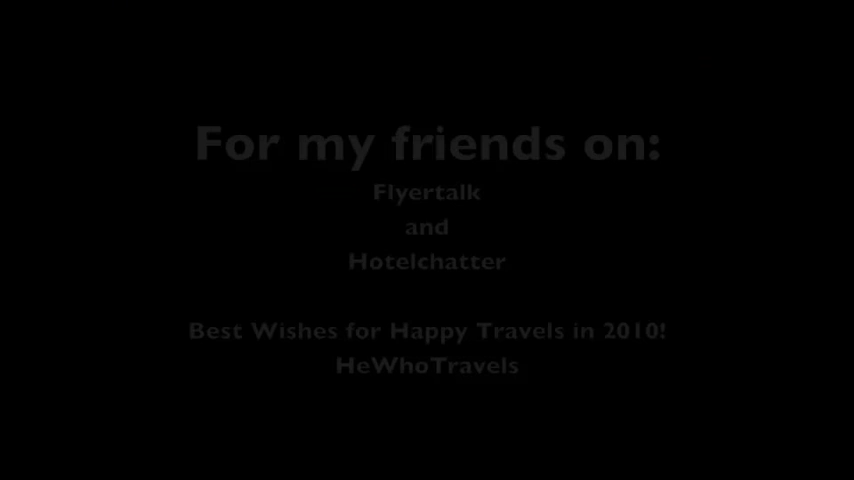 For my friends on:
Flyertalk
and
Hotelchatter
Best Wishes for Happy Travels in 2010!
HeWhoTravels